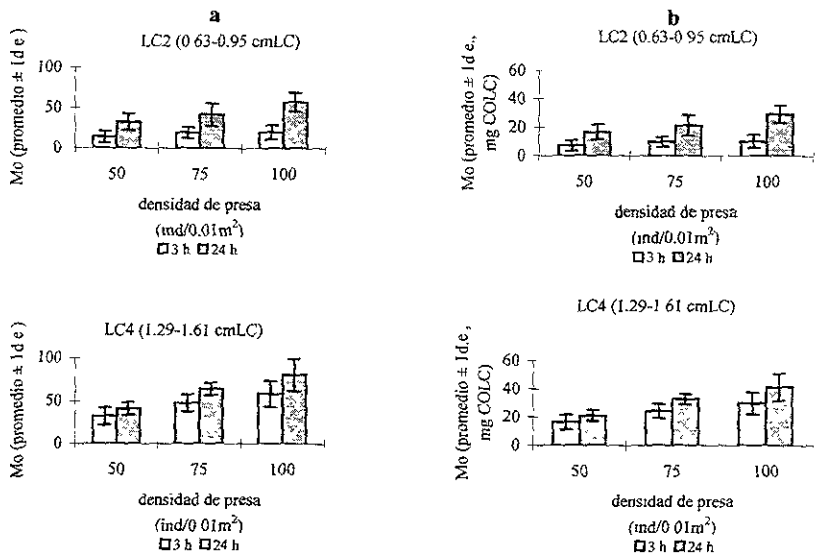 a
LC2 (0 63-0.95 cmLC)
Mo (promedio ± 1d e)
100
50
0
50 75 100
densidad de presa
(ind/0.01m²)
3 h 24 h
b
LC2 (0.63-0 95 cmLC)
Mo (promedio ± 1d.e., mg COLC)
60
40
20
0
50 75 100
densidad de presa
(ind/0.01m²)
3 h 24 h
LC4 (1.29-1.61 cmLC)
Mo (promedio ± 1d e)
100
50
0
50 75 100
densidad de presa
(ind/0 01m²)
3 h 24 h
LC4 (1.29-1 61 cmLC)
Mo (promedio ± 1d.e., mg COLC)
60
40
20
0
50 75 100
densidad de presa
(ind/0 01m²)
3 h 24 h